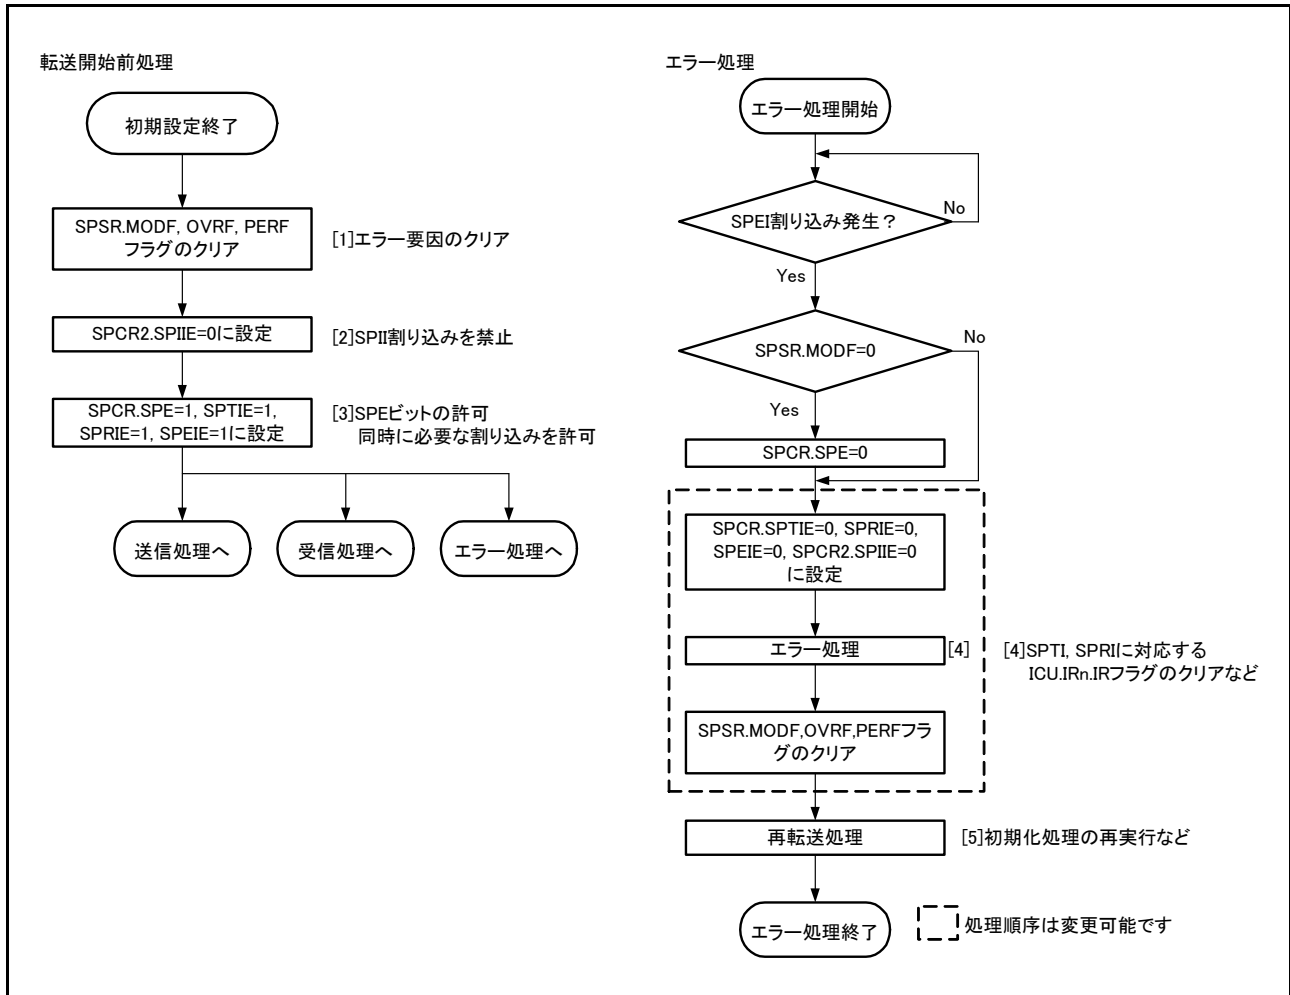 転送開始前処理
初期設定終了
SPSR.MODF, OVRF, PERF
フラグのクリア
[1]エラー要因のクリア
SPCR2.SPIIE=0に設定
[2]SPII割り込みを禁止
SPCR.SPE=1, SPTIE=1,
SPRIE=1, SPEIE=1に設定
[3]SPEビットの許可
同時に必要な割り込みを許可
送信処理へ
受信処理へ
エラー処理へ
エラー処理
エラー処理開始
SPEI割り込み発生？
No
Yes
SPSR.MODF=0
No
Yes
SPCR.SPE=0
SPCR.SPTIE=0, SPRIE=0,
SPEIE=0, SPCR2.SPIIE=0
に設定
エラー処理
[4]
[4]SPTI, SPRIに対応する
ICU.IRn.IRフラグのクリアなど
SPSR.MODF,OVRF,PERFフラ
グのクリア
再転送処理
[5]初期化処理の再実行など
エラー処理終了
処理順序は変更可能です